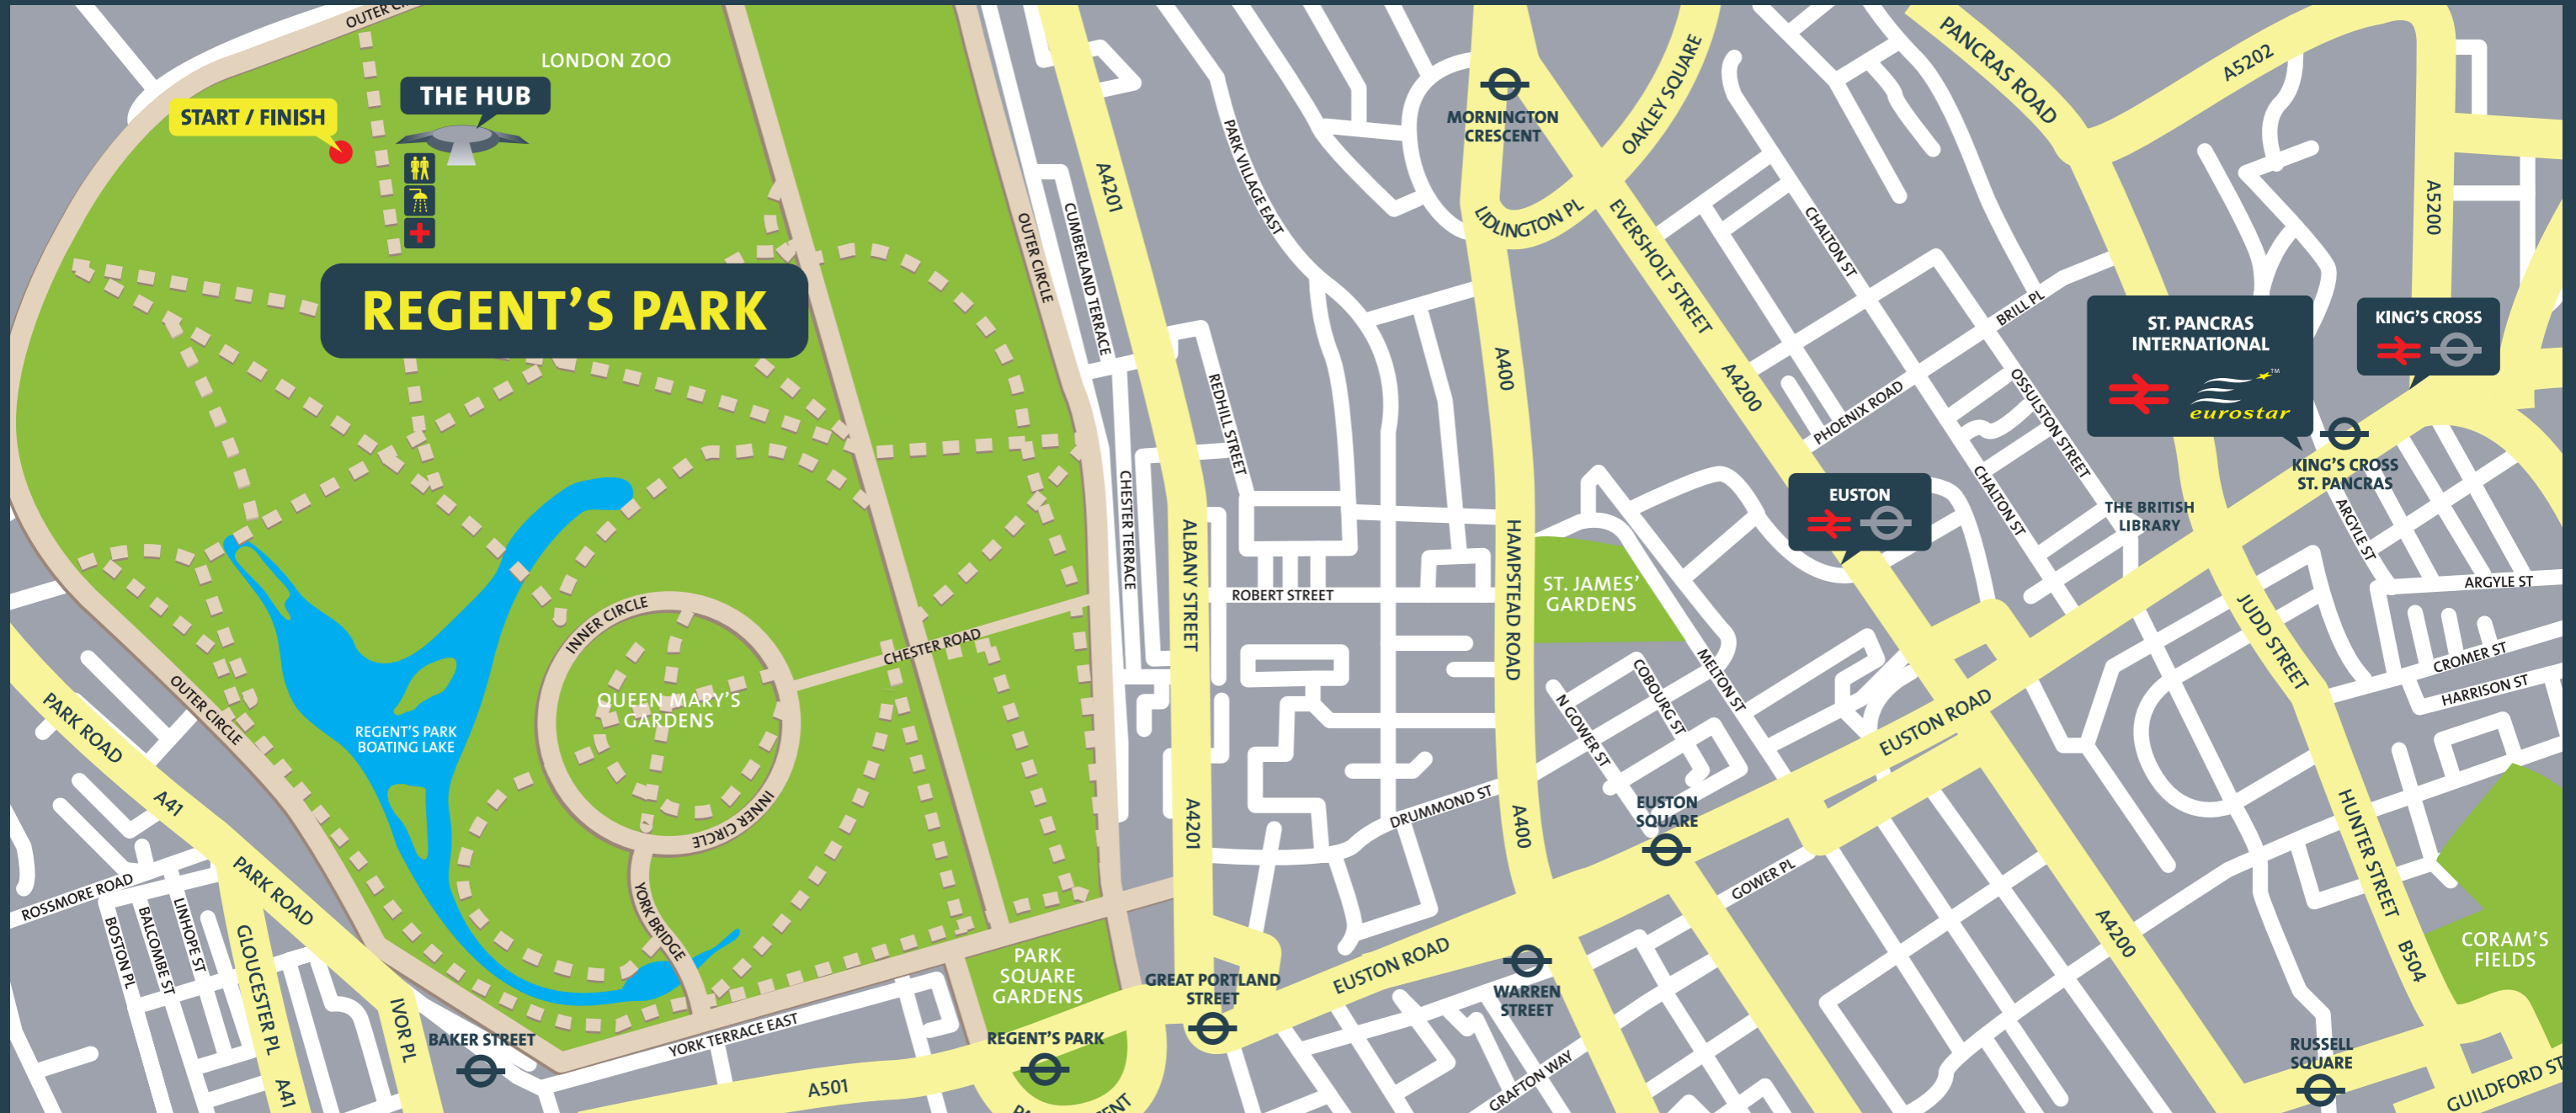 OUTER CI
LONDON ZOO
THE HUB
START / FINISH
REGENT'S PARK
OUTER CIRCLE
CUMBERLAND TERRACE
A4201
PARK VILLAGE EAST
REDHILL STREET
CHESTER TERRACE
ALBANY STREET
A4201
ROBERT STREET
MORNINGTON
CRESCENT
OAKLEY SQUARE
LIDLINGTON PL
EVERSHOLT STREET
A4200
A400
HAMPSTEAD ROAD
A400
PANCRAS ROAD
A5202
A5200
CHALTON ST
BRILL PL
PHOENIX ROAD
OSSULSTON STREET
CHALTON ST
ST. PANCRAS
INTERNATIONAL
TM
eurostar
KING'S CROSS
KING'S CROSS
ST. PANCRAS
EUSTON
THE BRITISH
LIBRARY
ARGYLE ST
ARGYLE ST
CROMER ST
HARRISON ST
JUDD STREET
HUNTER STREET
B504
CORAM'S
FIELDS
ST. JAMES'
GARDENS
MELTON ST
COBOURG ST
N GOWER ST
DRUMMOND ST
EUSTON
SQUARE
EUSTON ROAD
GOWER PL
A4200
INNER CIRCLE
QUEEN MARY'S
GARDENS
INNER CIRCLE
CHESTER ROAD
YORK BRIDGE
REGENT'S PARK
BOATING LAKE
OUTER CIRCLE
PARK ROAD
A41
PARK ROAD
ROSSMORE ROAD
BOSTON PL
BALCOMBE ST
LINHOPE ST
GLOUCESTER PL
A41
IVOR PL
BAKER STREET
YORK TERRACE EAST
A501
PARK
SQUARE
GARDENS
REGENT'S PARK
GREAT PORTLAND
STREET
EUSTON ROAD
WARREN
STREET
GRAFTON WAY
RUSSELL
SQUARE
GUILDFORD ST